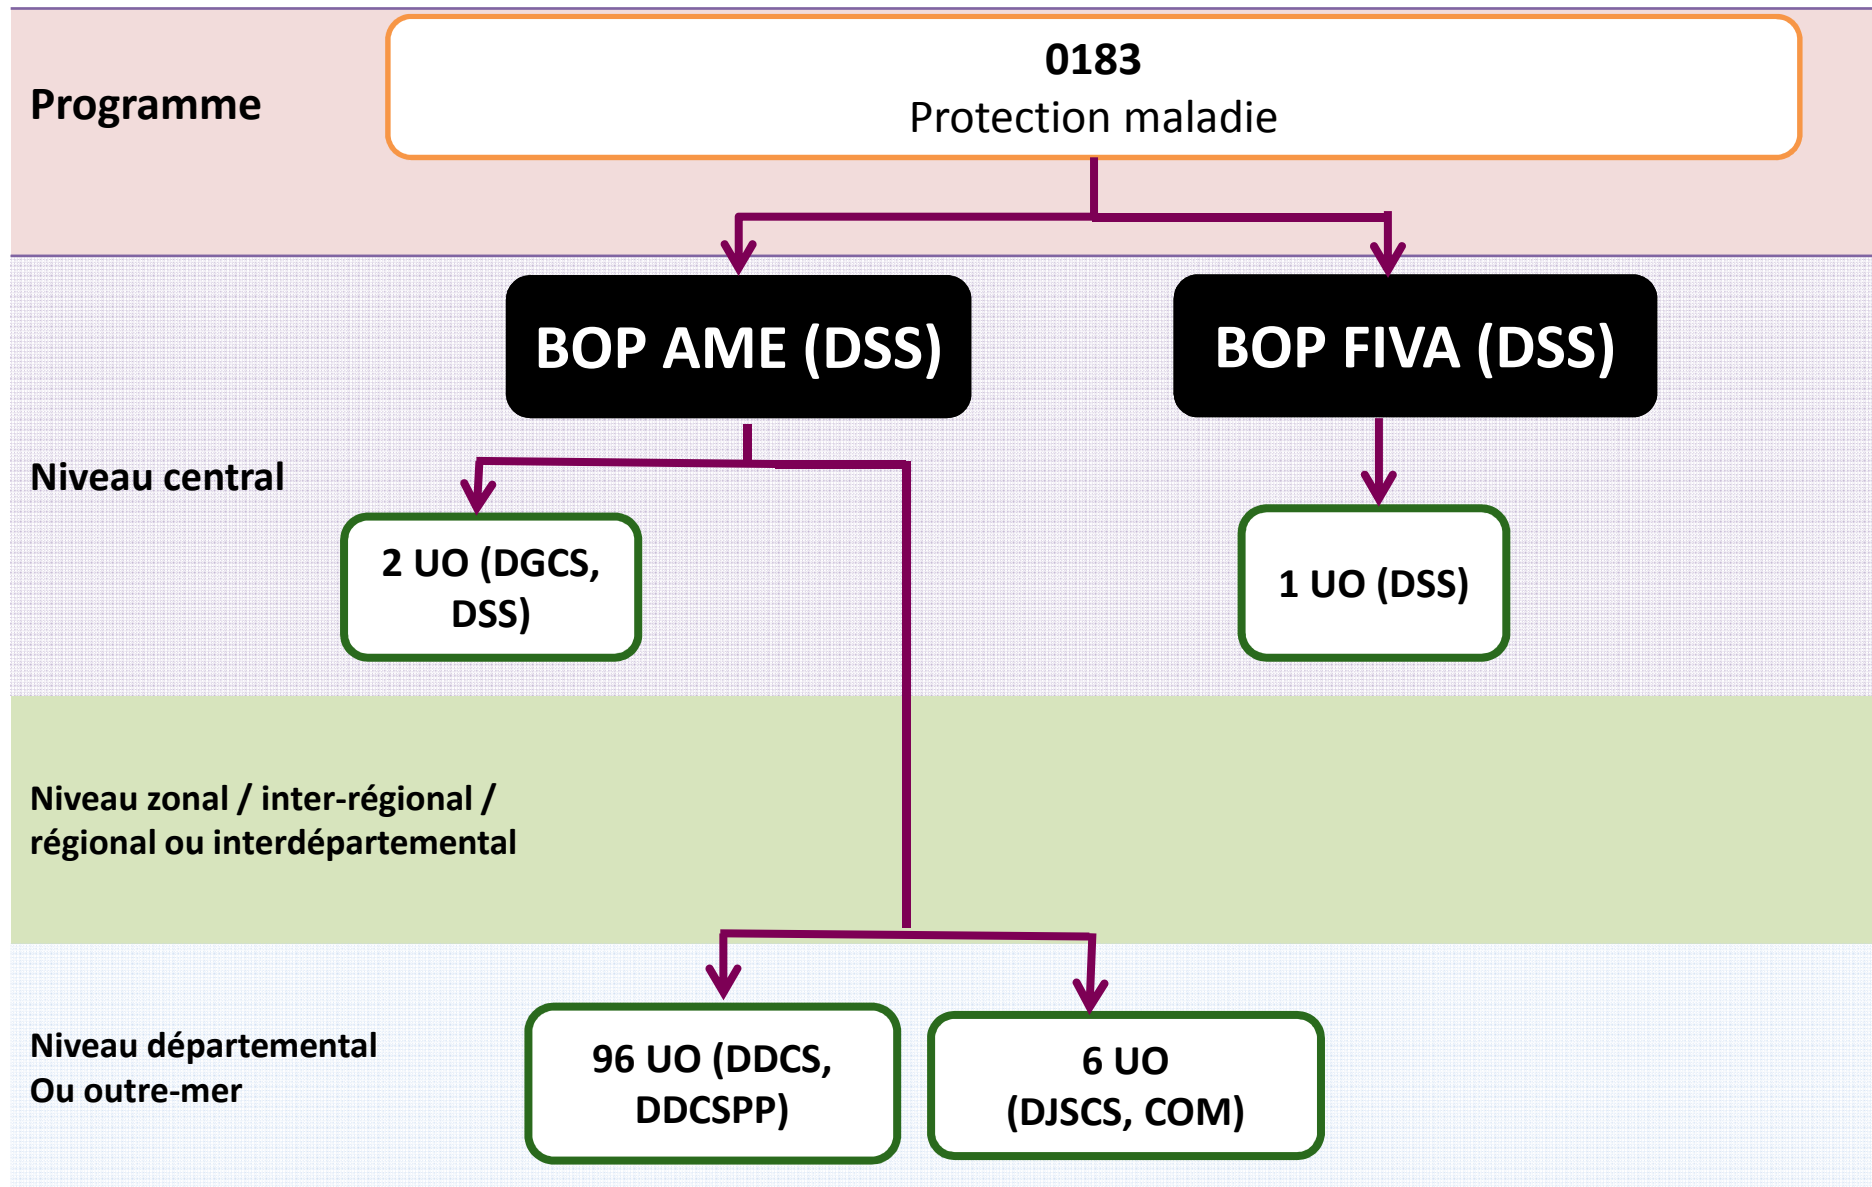 0183
Protection maladie
Programme
BOP AME (DSS)
BOP FIVA (DSS)
Niveau central
2 UO (DGCS,
DSS)
1 UO (DSS)
Niveau zonal / inter-régional /
régional ou interdépartemental
Niveau départemental
Ou outre-mer
96 UO (DDCS,
DDCSPP)
6 UO
(DJSCS, COM)